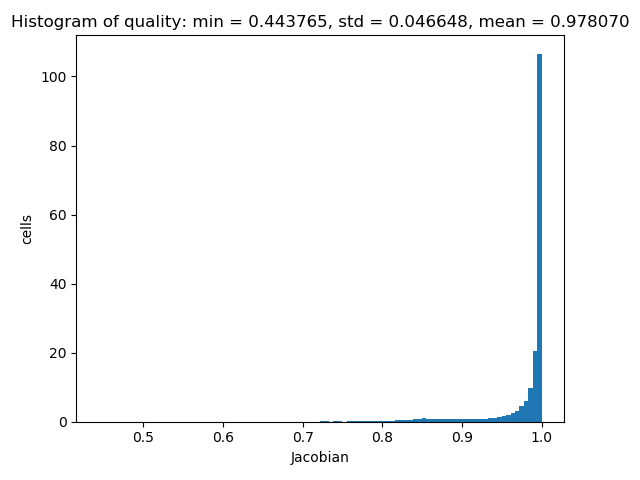 Histogram of quality: min = 0.443765, std = 0.046648, mean = 0.978070
100
80
60
40
20
0
cells
0.5 0.6 0.7 0.8 0.9 1.0
Jacobian